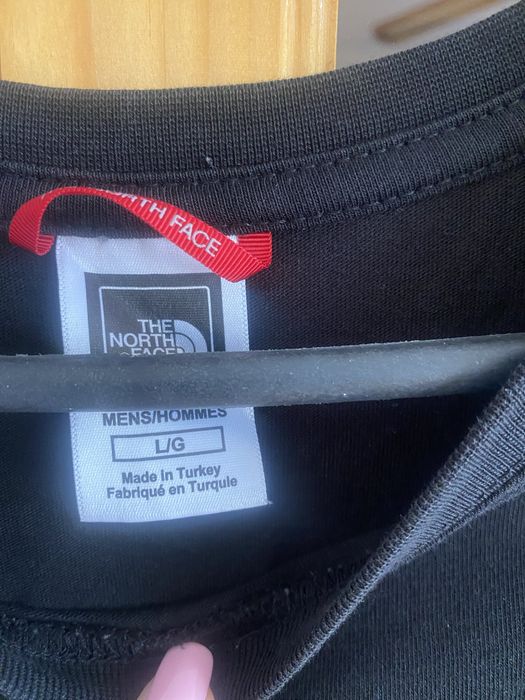 NORTH FACE
THE
NORTH
FACE
MENS/HOMMES
L/G
Made in Turkey
Fabriqué en Turquie